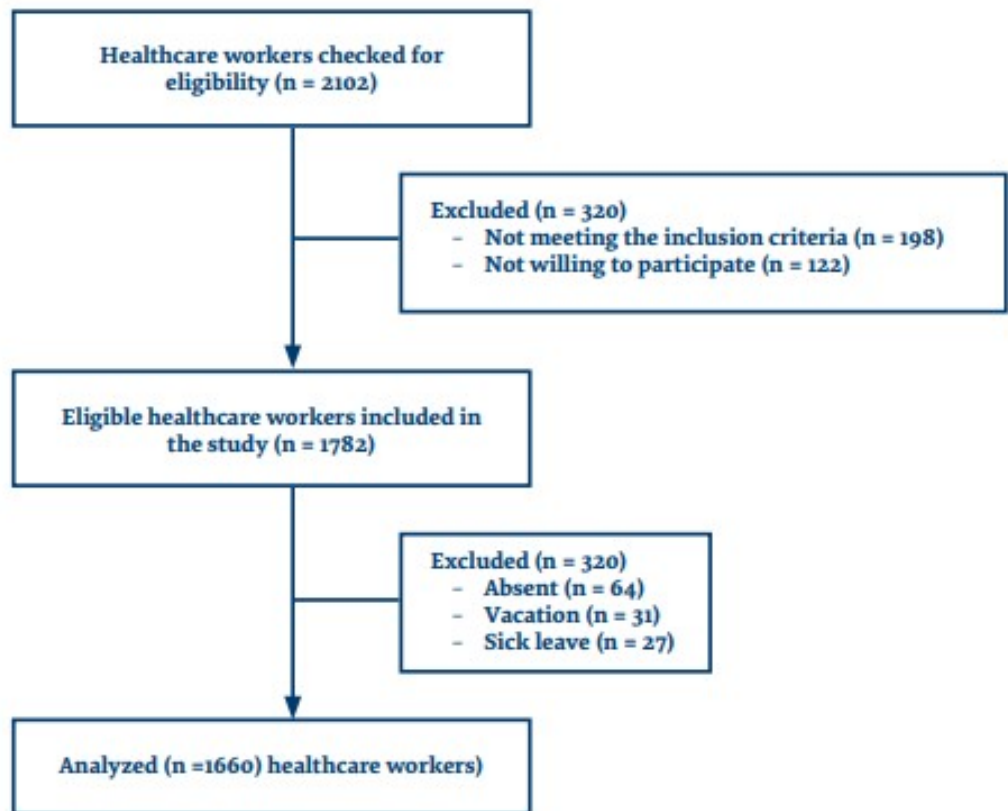 Healthcare workers checked for
eligibility (n = 2102)
Excluded (n = 320)
- Not meeting the inclusion criteria (n = 198)
- Not willing to participate (n = 122)
Eligible healthcare workers included in
the study (n = 1782)
Excluded (n = 320)
- Absent (n = 64)
- Vacation (n = 31)
- Sick leave (n = 27)
Analyzed (n =1660) healthcare workers)